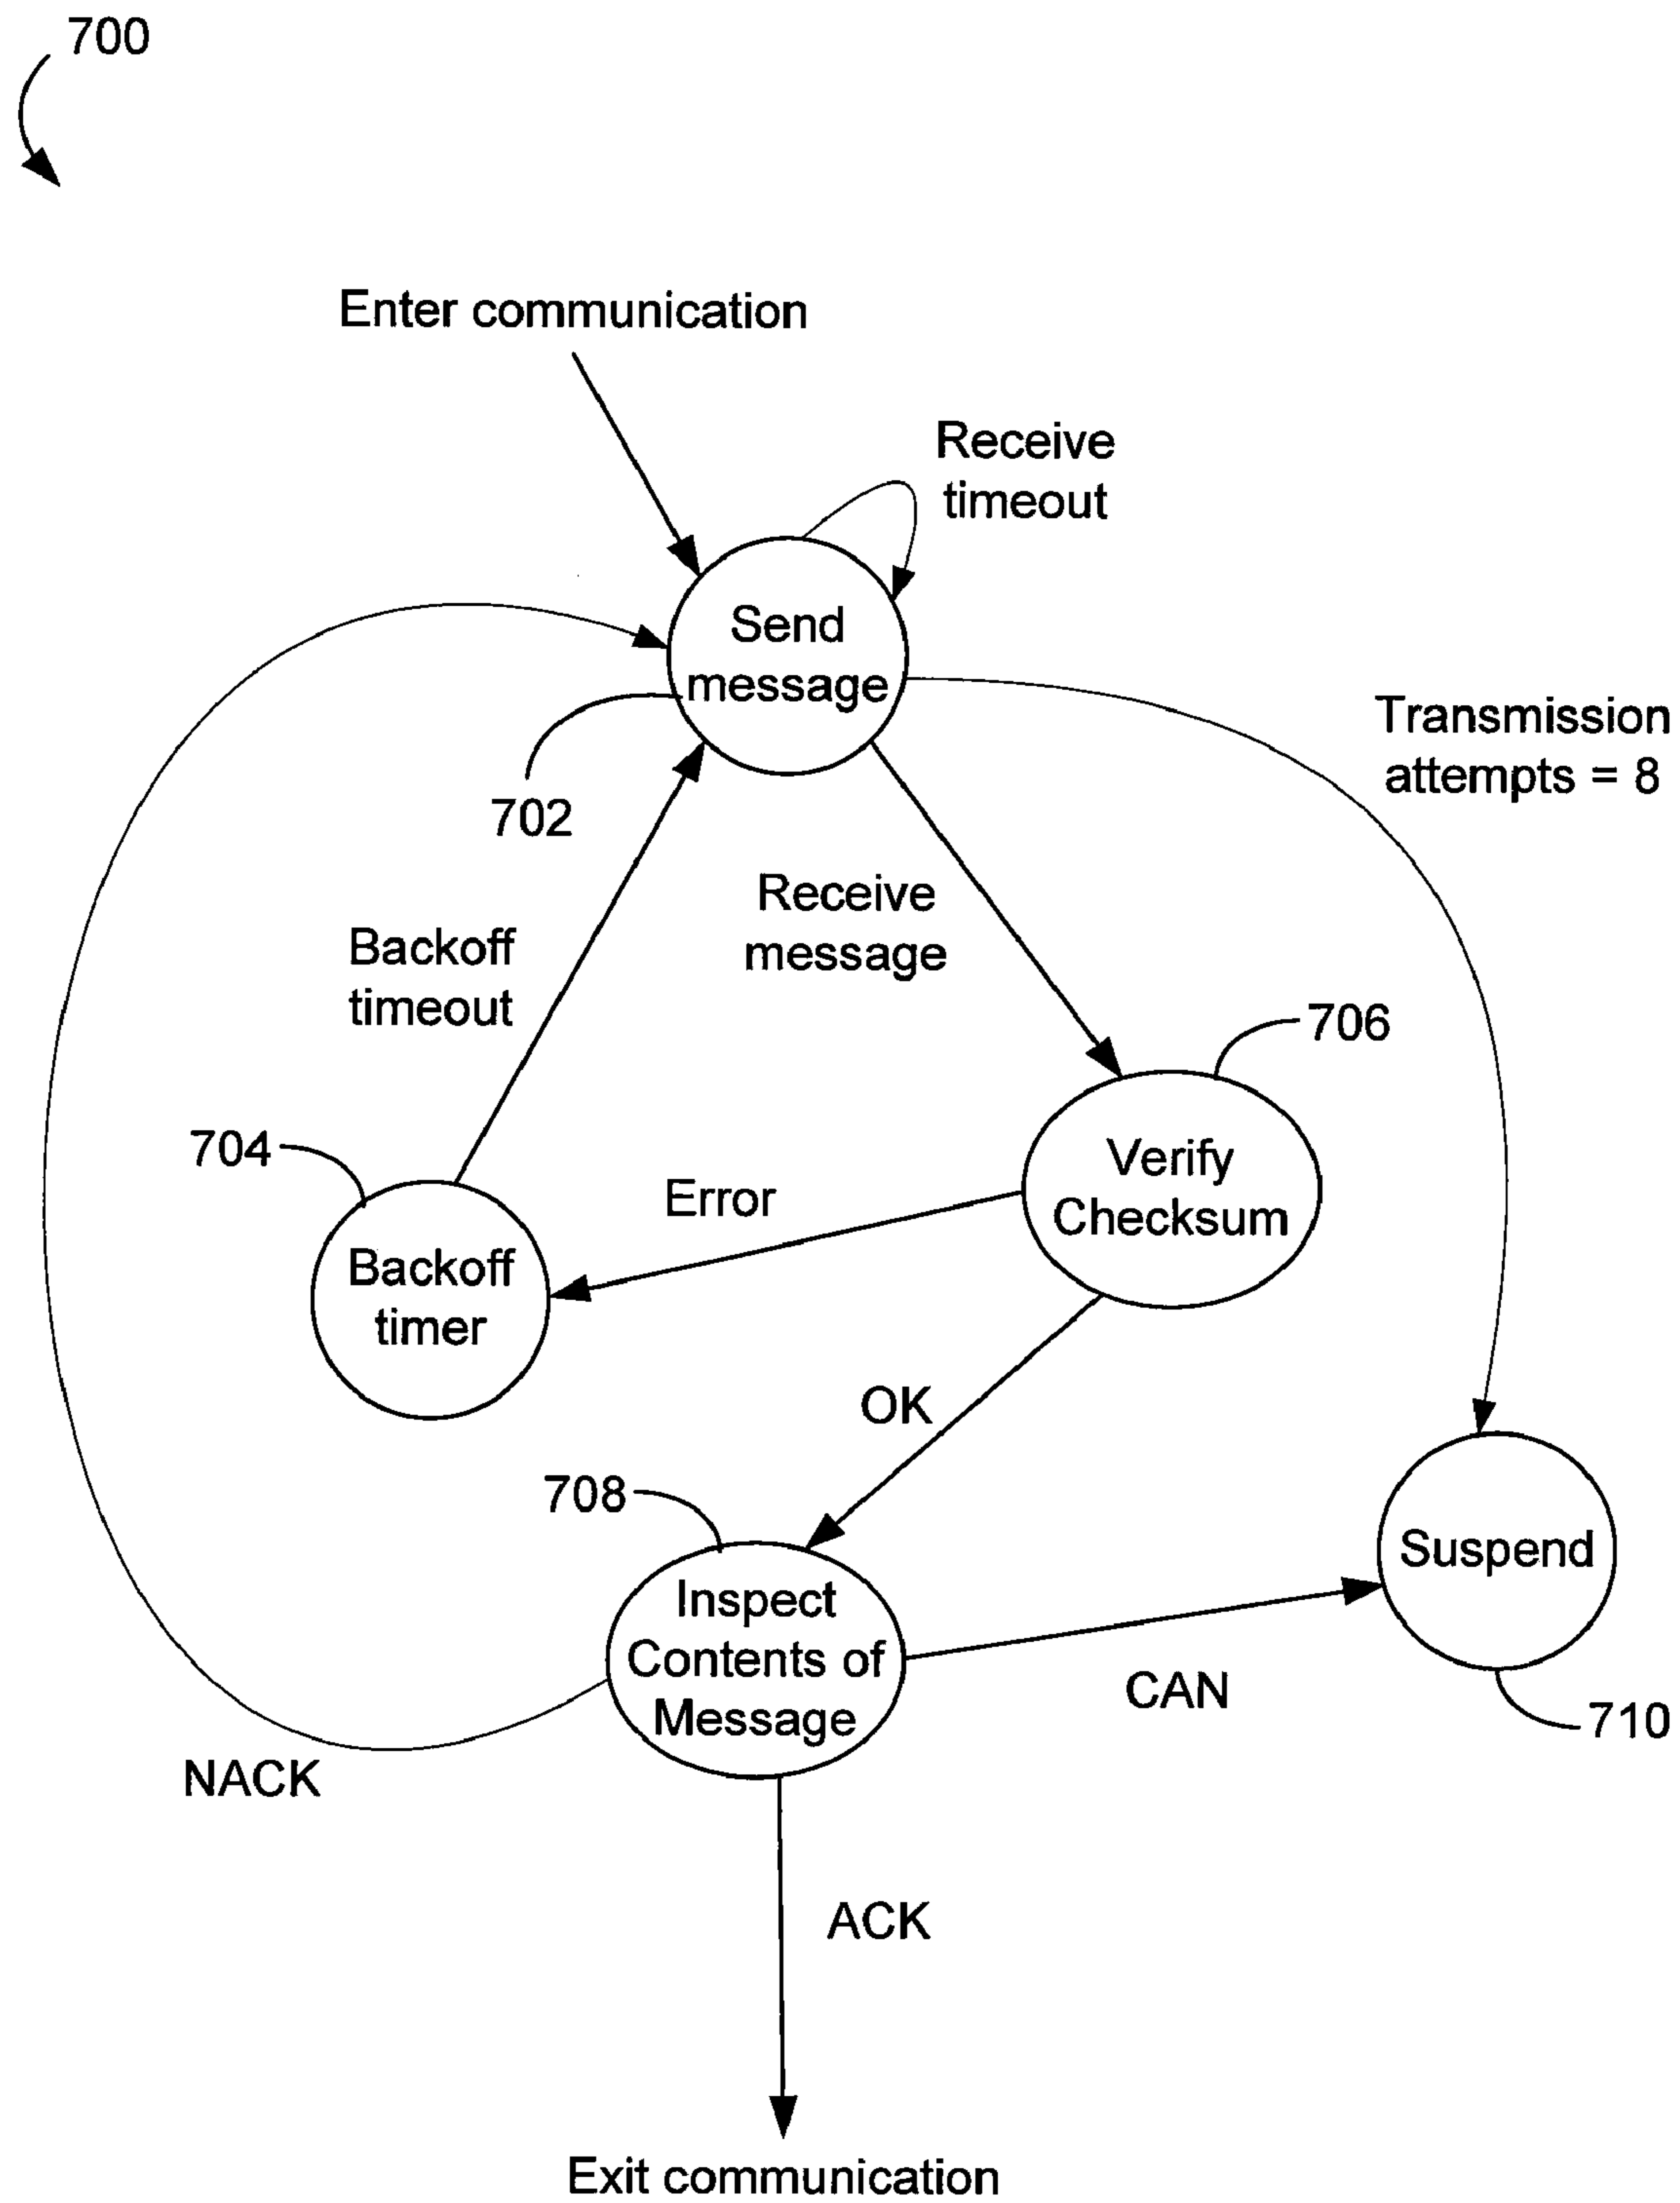 700
Enter communication
Receive
timeout
Send
message
702
Transmission
attempts = 8
Receive
message
Backoff
timeout
706
704
Verify
Checksum
Error
Backoff
timer
OK
708
Suspend
Inspect
Contents of
Message
CAN
710
NACK
ACK
Exit communication